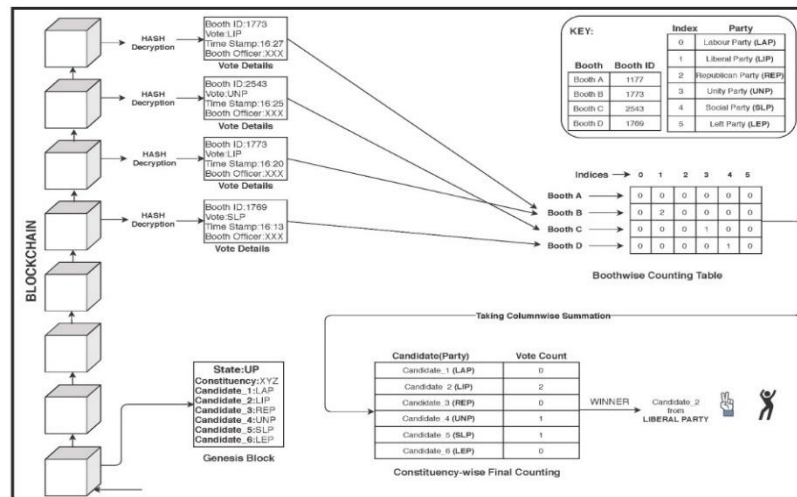 BLOCKCHAIN
HASH
Decryption
Booth ID:1773
Vote:LIP
Time Stamp:16:27
Booth Officer:XXX
Vote Details
HASH
Decryption
Booth ID:2543
Vote:UNP
Time Stamp:16:25
Booth Officer:XXX
Vote Details
HASH
Decryption
Booth ID:1773
Vote:LIP
Time Stamp:16:20
Booth Officer:XXX
Vote Details
HASH
Decryption
Booth ID:1769
Vote:SLP
Time Stamp:16:13
Booth Officer:XXX
Vote Details
KEY:
Booth Booth ID
Booth A 1177
Booth B 1773
Booth C 2543
Booth D 1769
Index Party
0 Labour Party (LAP)
1 Liberal Party (LIP)
2 Republican Party (REP)
3 Unity Party (UNP)
4 Social Party (SLP)
5 Left Party (LEP)
Indices 0 1 2 3 4 5
Booth A 0 0 0 0 0 0
Booth B 0 2 0 0 0 0
Booth C 0 0 0 1 0 0
Booth D 0 0 0 0 1 0
Boothwise Counting Table
Taking Columnwise Summation
State:UP
Constituency:XYZ
Candidate_1:LAP
Candidate_2:LIP
Candidate_3:REP
Candidate_4:UNP
Candidate_5:SLP
Candidate_6:LEP
Genesis Block
Candidate(Party) Vote Count
Candidate_1 (LAP) 0
Candidate_2 (LIP) 2
Candidate_3 (REP) 0
Candidate_4 (UNP) 1
Candidate_5 (SLP) 1
Candidate_6 (LEP) 0
Constituency-wise Final Counting
WINNER
Candidate_2
from
LIBERAL PARTY